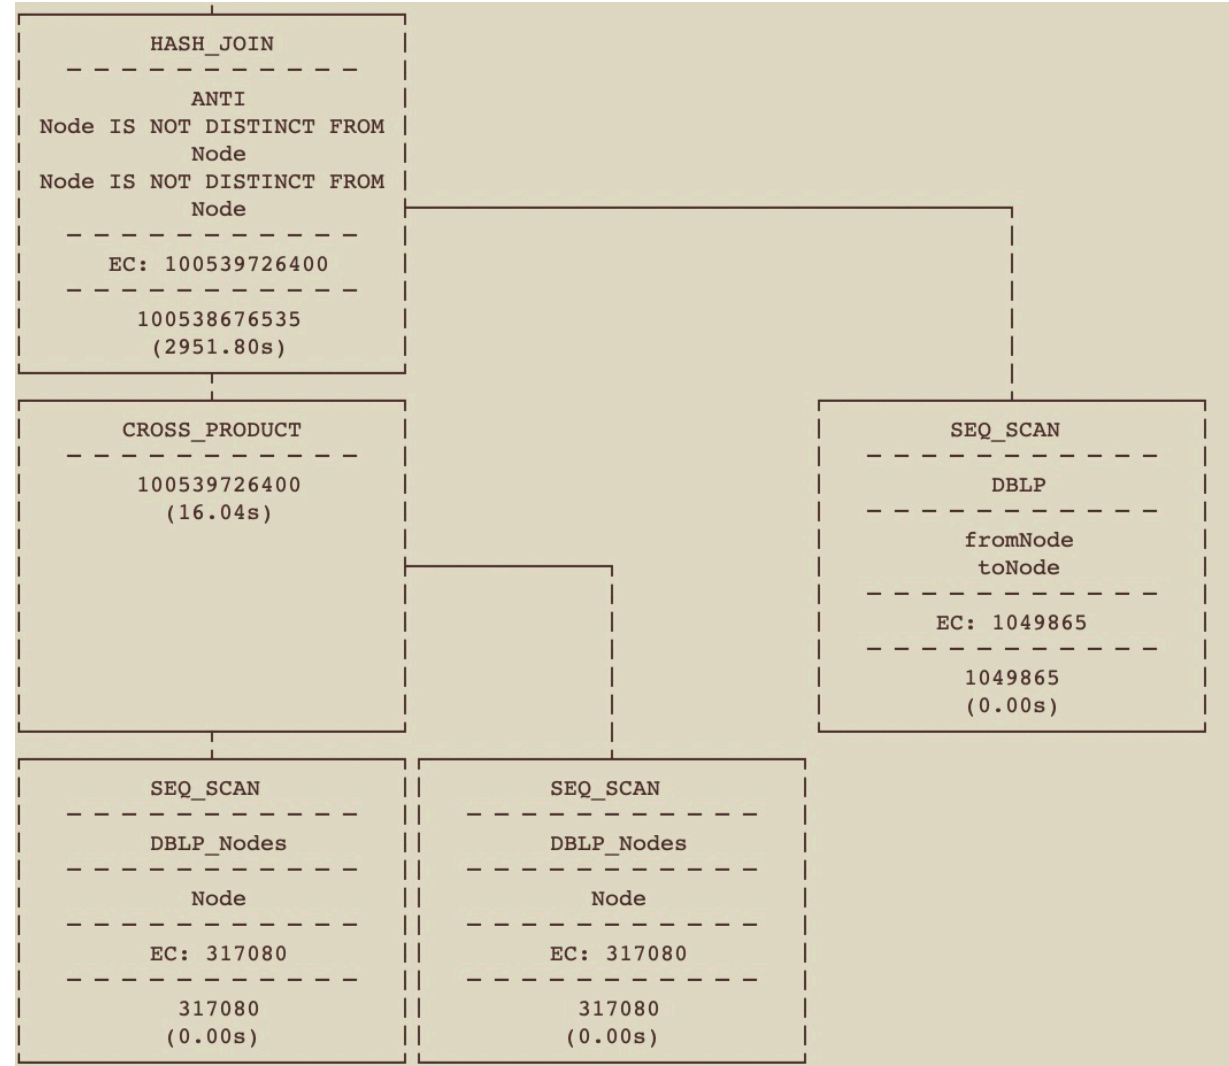 HASH_JOIN
ANTI
Node IS NOT DISTINCT FROM
Node
Node IS NOT DISTINCT FROM
Node
EC: 100539726400
100538676535
(2951.80s)
CROSS_PRODUCT
100539726400
(16.04s)
SEQ_SCAN
DBLP
fromNode
toNode
EC: 1049865
1049865
(0.00s)
SEQ_SCAN
DBLP_Nodes
Node
EC: 317080
317080
(0.00s)
SEQ_SCAN
DBLP_Nodes
Node
EC: 317080
317080
(0.00s)